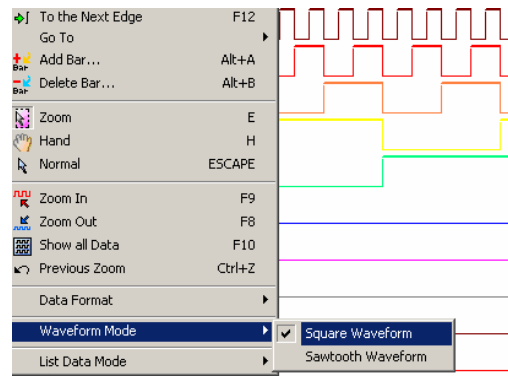 To the Next Edge F12
Go To
Bar Add Bar... Alt+A
Bar Delete Bar... Alt+B
Zoom E
Hand H
Normal ESCAPE
Zoom In F9
Zoom Out F8
Show all Data F10
Previous Zoom Ctrl+Z
Data Format
Waveform Mode
Square Waveform
Sawtooth Waveform
List Data Mode